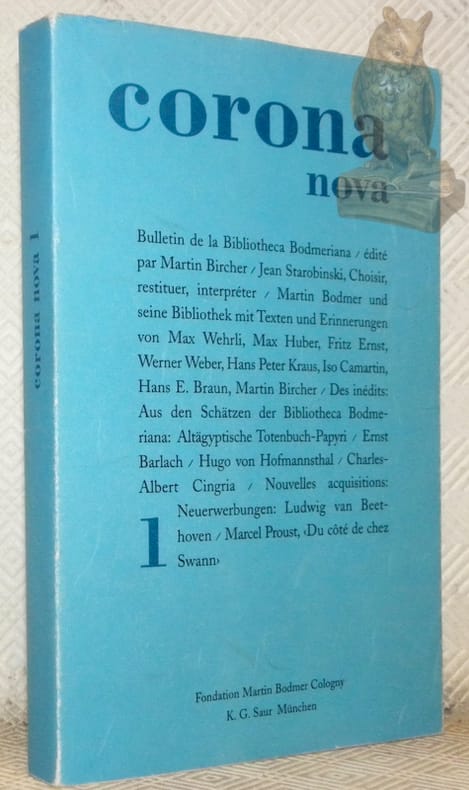 corona
nova
Bulletin de la Bibliotheca Bodmeriana / édité
par Martin Bircher / Jean Starobinski, Choisir,
restituer, interpréter / Martin Bodmer und
seine Bibliothek mit Texten und Erinnerungen
von Max Wehrli, Max Huber, Fritz Ernst,
Werner Weber, Hans Peter Kraus, Iso Camartin,
Hans E. Braun, Martin Bircher / Des inédits:
Aus den Schätzen der Bibliotheca Bodme-
riana: Altägyptische Totenbuch-Papyri / Ernst
Barlach / Hugo von Hofmannsthal / Charles-
Albert Cingria / Nouvelles acquisitions:
Neuerwerbungen: Ludwig van Beet-
hoven / Marcel Proust, ‹Du côté de chez
Swann›
1
Fondation Martin Bodmer Cologny
K. G. Saur München
corona nova 1